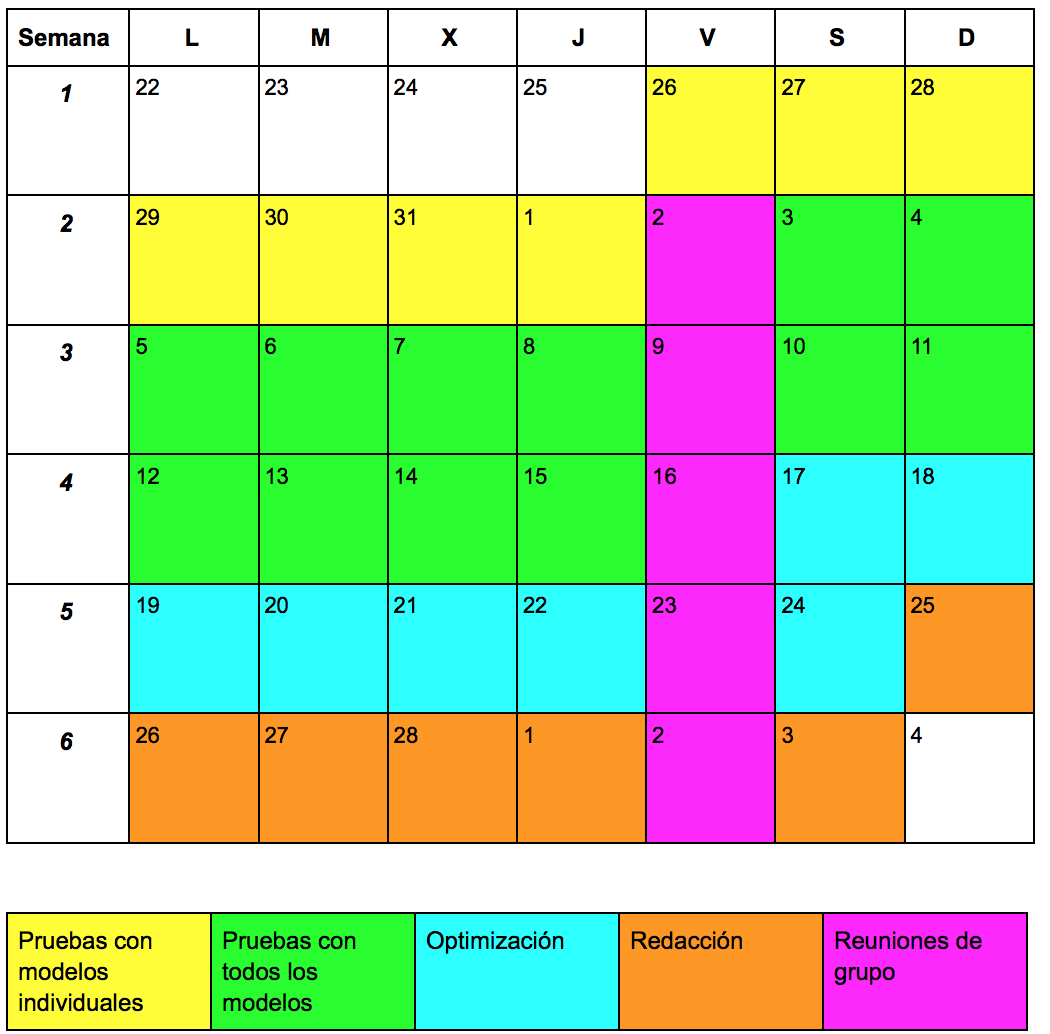 Semana L M X J V S D
1 22 23 24 25 26 27 28
2 29 30 31 1 2 3 4
3 5 6 7 8 9 10 11
4 12 13 14 15 16 17 18
5 19 20 21 22 23 24 25
6 26 27 28 1 2 3 4
Pruebas con
modelos
individuales
Pruebas con
todos los
modelos
Optimización
Redacción
Reuniones de
grupo